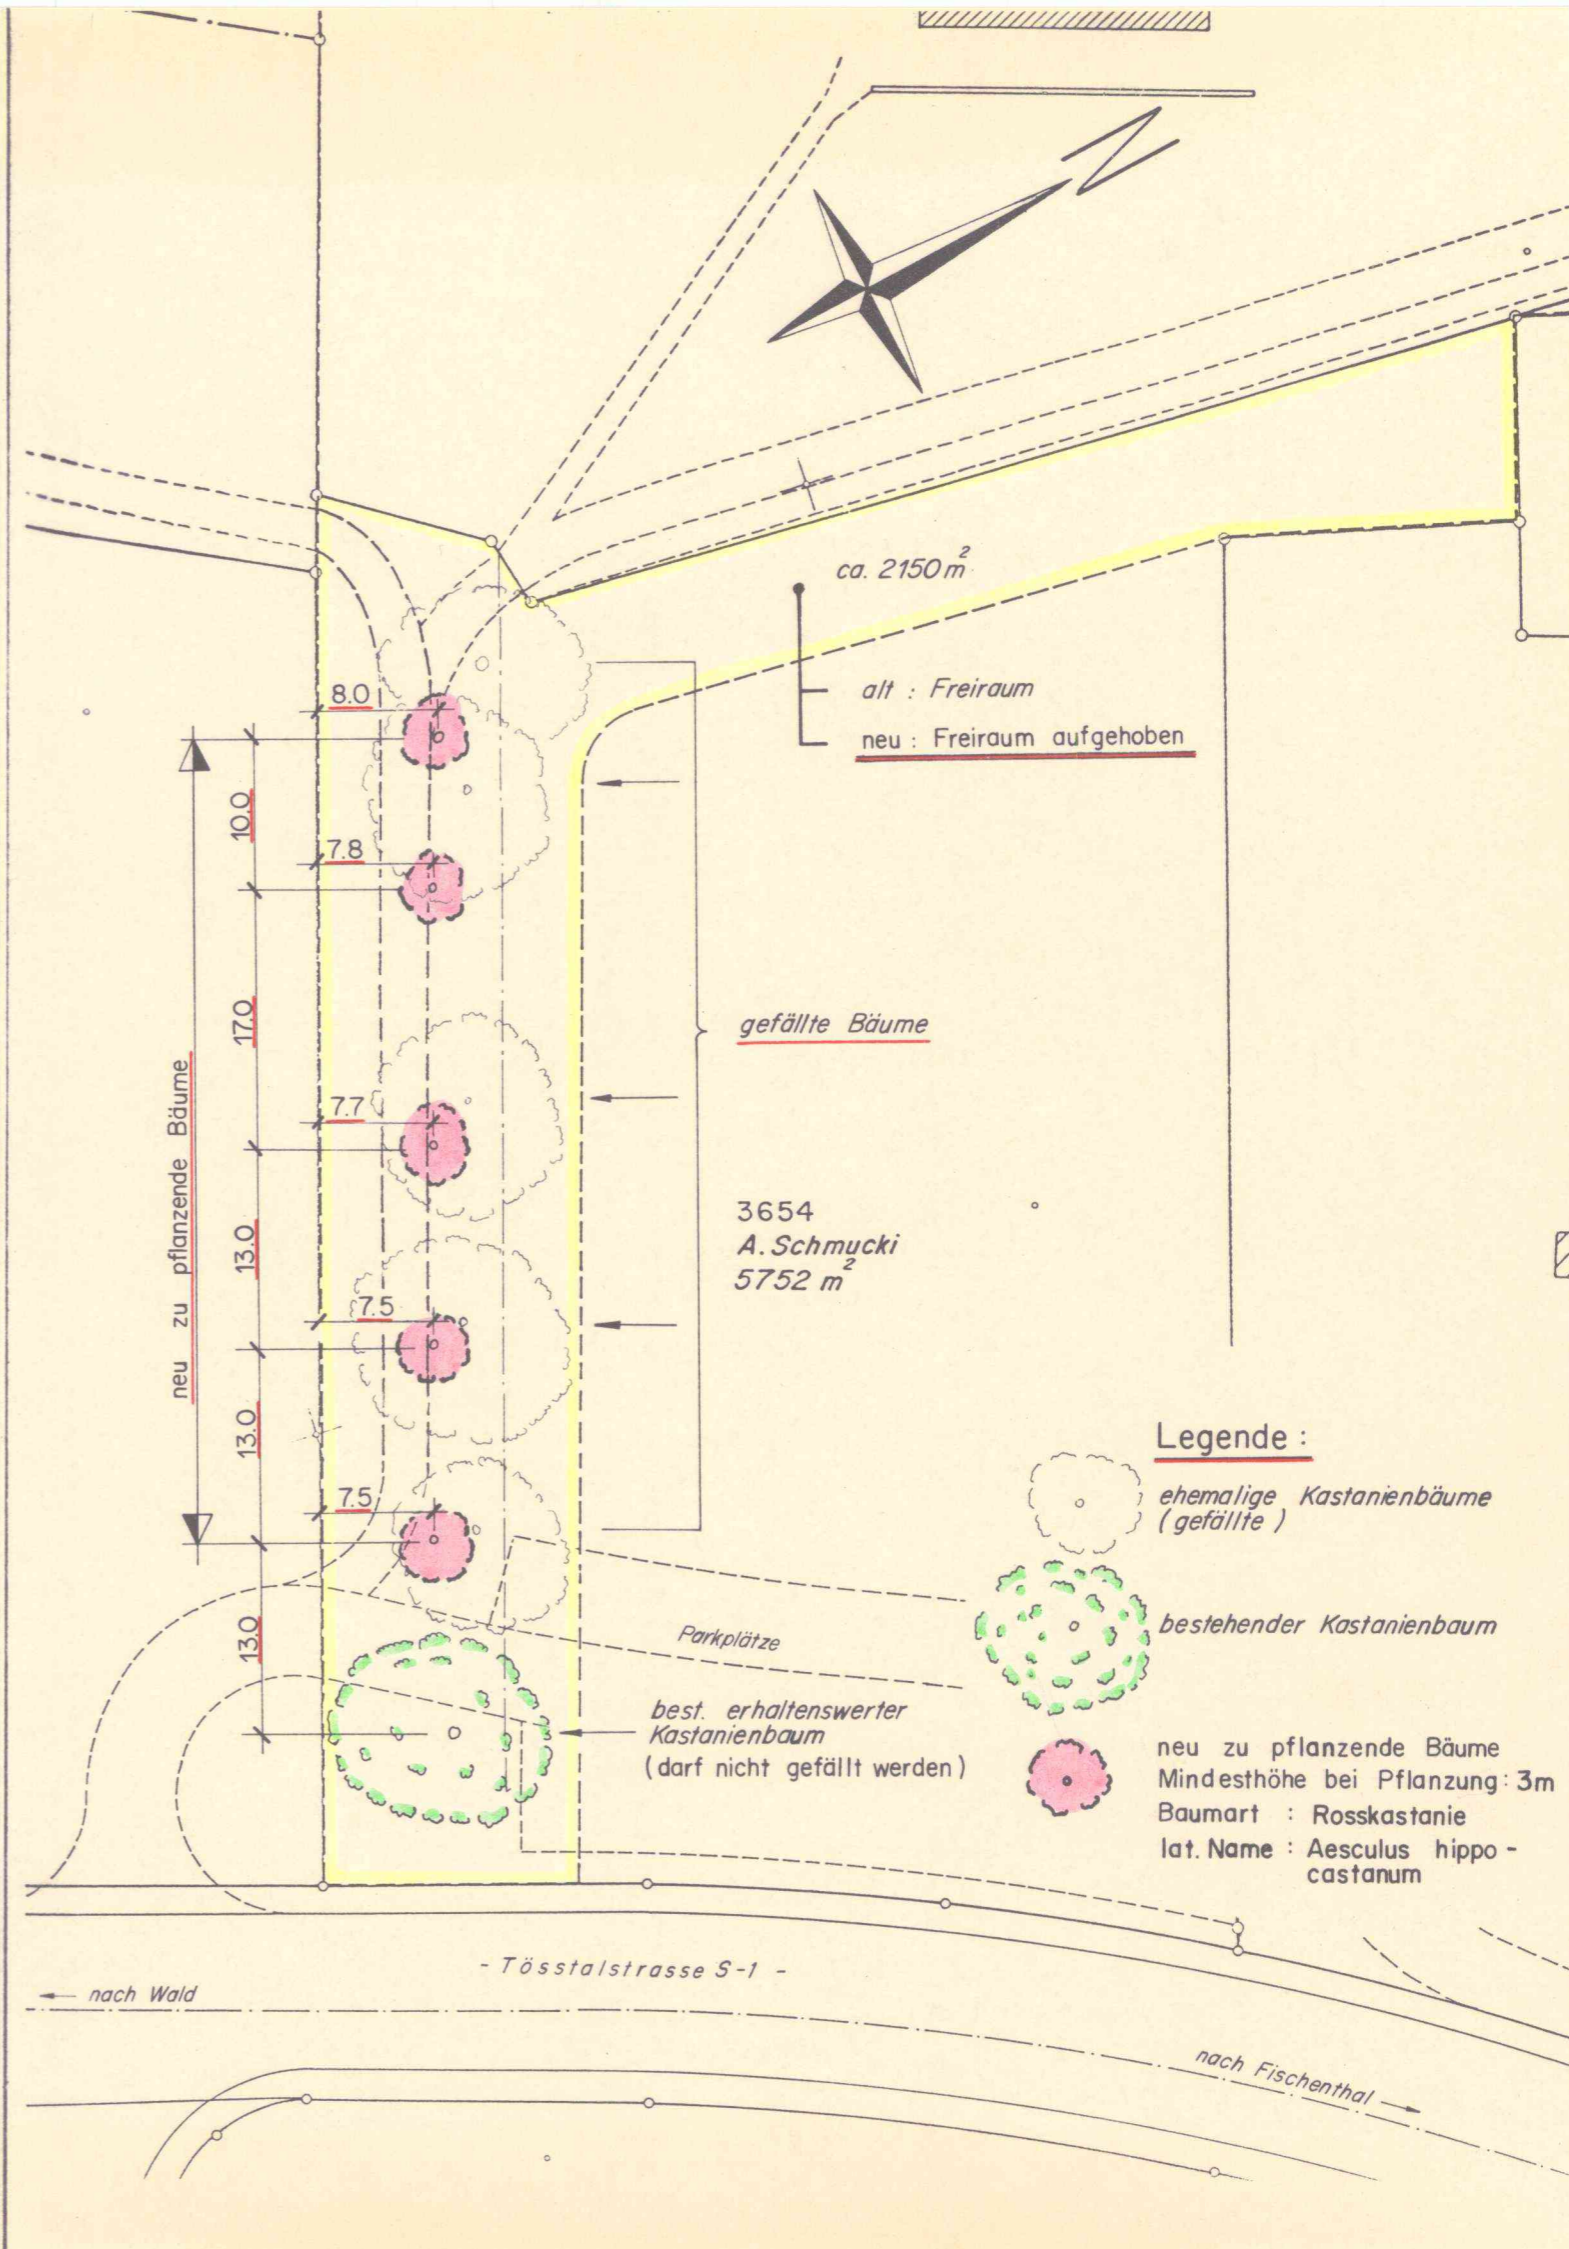 N
ca. 2150 m²
alt : Freiraum
neu : Freiraum aufgehoben
8.0
10.0
7.8
17.0
gefällte Bäume
neu zu pflanzende Bäume
7.7
13.0
3654
A. Schmucki
5752 m²
7.5
13.0
7.5
13.0
Legende :
ehemalige Kastanienbäume
(gefällte)
bestehender Kastanienbaum
Parkplätze
best. erhaltenswerter
Kastanienbaum
(darf nicht gefällt werden)
neu zu pflanzende Bäume
Mindesthöhe bei Pflanzung : 3m
Baumart : Rosskastanie
lat. Name : Aesculus hippo-
castanum
- Tösstalstrasse S-1 -
← nach Wald
nach Fischenthal →